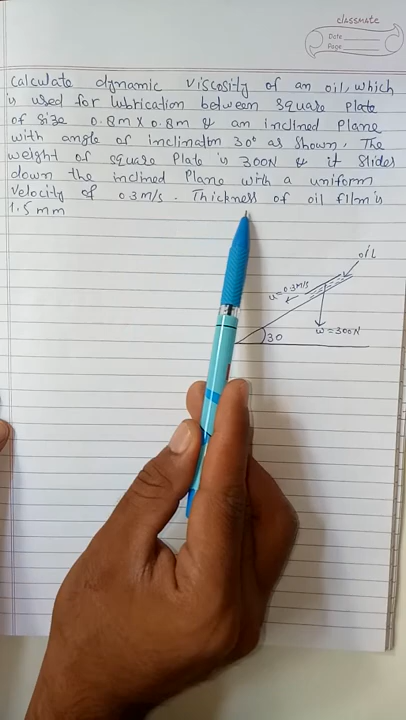 classmate
Date
Page
Calculate dynamic viscosity of an oil, which
is used for lubrication between square plate
of size 0.8m X 0.8m & an inclined Plane
with angle of inclination 30° as shown. The
weight of square Plate is 300N & it slides
down the inclined Plane with a uniform
velocity of 0.3 m/s. Thickness of oil film is
1.5 mm
oil
u=0.3m/s
30
w=300N